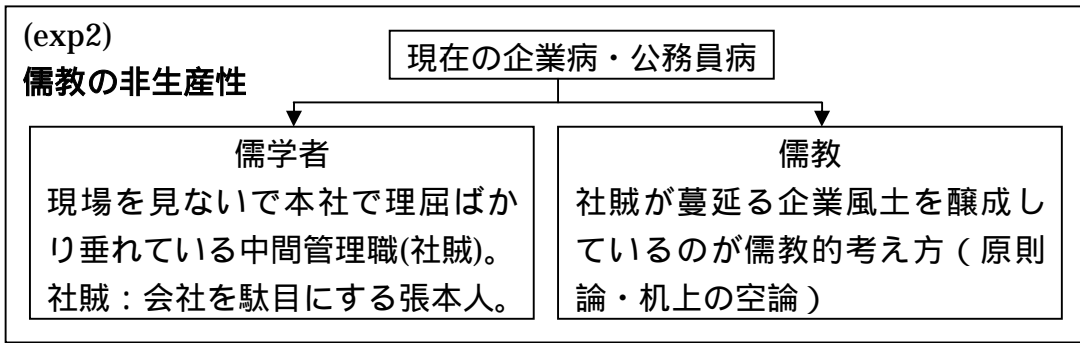 (exp2)
儒教の非生産性
現在の企業病・公務員病
儒学者
現場を見ないで本社で理屈ばか
り垂れている中間管理職(社賊)。
社賊：会社を駄目にする張本人。
儒教
社賊が蔓延る企業風土を醸成し
ているのが儒教的考え方（原則
論・机上の空論）